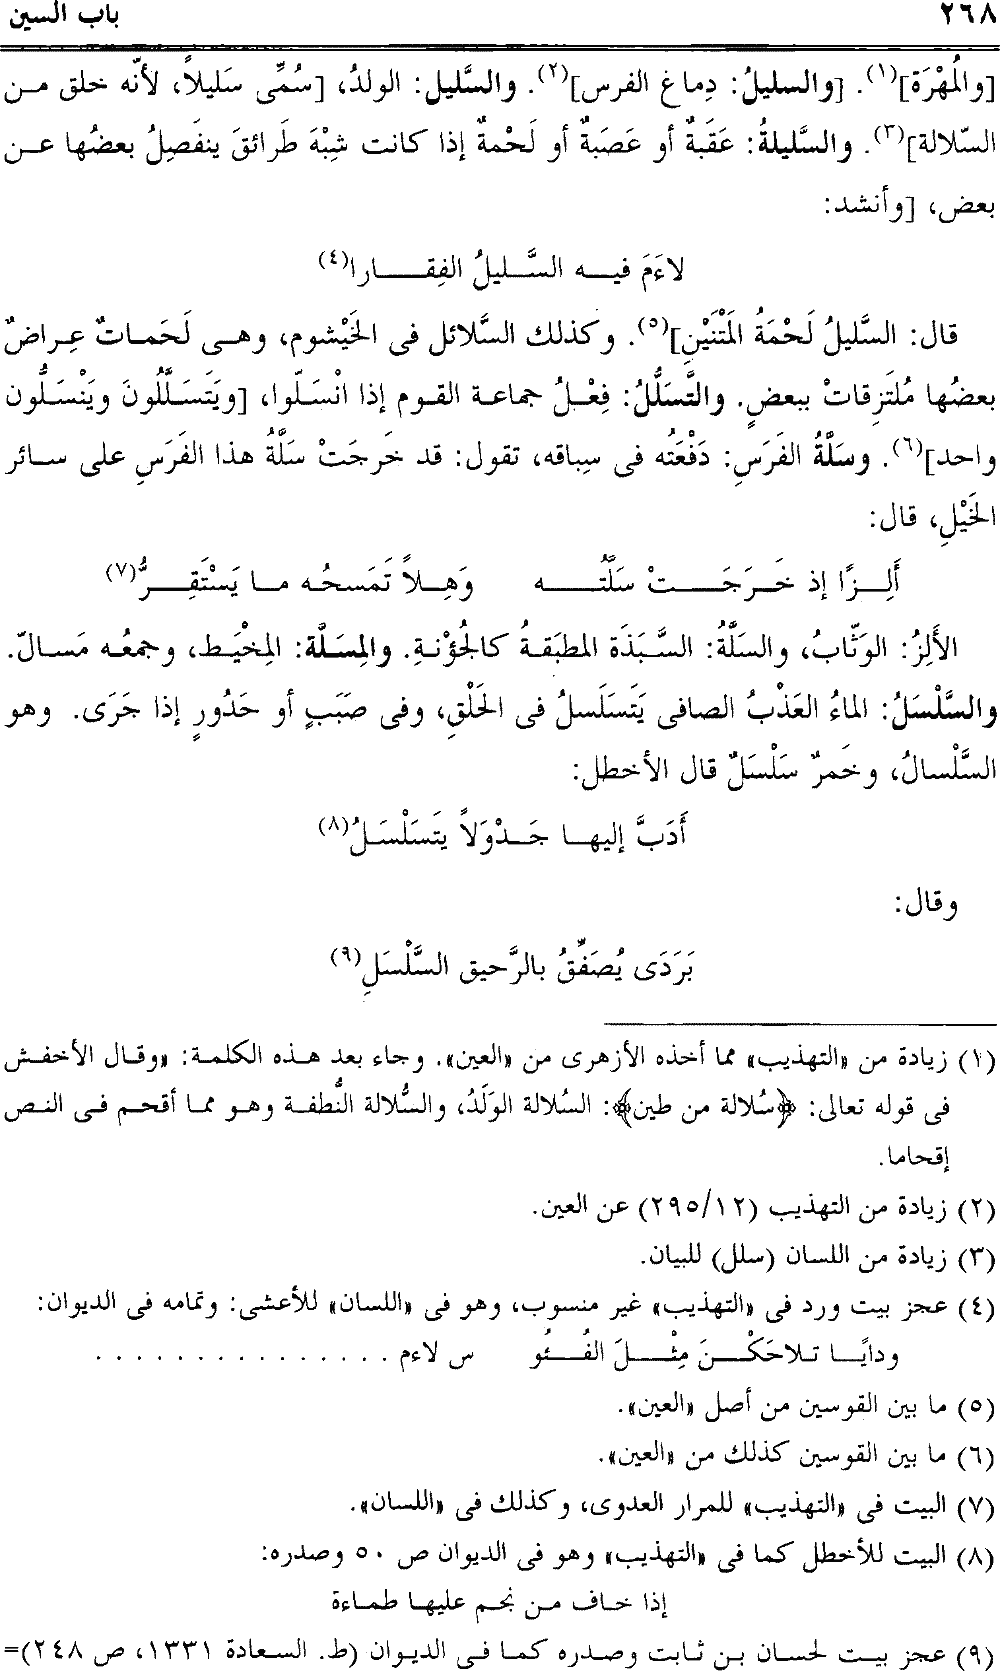 ٢٦٨ باب السين
[والمُهْرَة](١). [والسليلُ: دِماغ الفرس](٢). والسَّليل: الولدُ، [سُمِّى سَليلاً، لأنّه خلق من
السّلالة](٣). والسَّليلةُ: عَقَبةٌ أو عَصَبةٌ أو لَحْمةٌ إذا كانت شِبْهَ طَرائقَ ينفَصِلُ بعضُها عن
بعض، [وأنشد:
لاءَمَ فيه السَّليلُ الفِقارا(٤)
قال: السَّليلُ لَحْمَةُ المَتْنَيْنِ](٥). وكذلك السَّلائل فى الخَيْشوم، وهى لَحَماتٌ عِراضٌ
بعضُها مُلتَزِقاتْ ببعضٍ. والتَّسَلُّلُ: فِعْلُ جماعة القوم إذا انْسَلّوا، [ويَتَسَلَّلُونَ ويَنْسَلُّون
واحد](٦). وسَلَّةُ الفَرَسِ: دَفْعَتُه فى سِباقه، تقول: قد خَرجَتْ سَلَّةُ هذا الفَرَسِ على سائر
الخَيْلِ، قال:
أَلِزًا إذ خَرَجَتْ سَلَّتُه وَهِلاً تَمَسحُه ما يَسْتَقِرُّ(٧)
الأَلِزُ: الوَثّابُ، والسَلَّةُ: السَّبَذَة المطبَقةُ كالجُؤنةِ. والمِسَلَّة: المِخْيَط، وجمعُه مَسالّ.
والسَّلْسَلُ: الماءُ العَذْبُ الصافى يَتَسَلسلُ فى الحَلْقِ، وفى صَبَبٍ أو حَدُورٍ إذا جَرَى. وهو
السَّلْسالُ، وخَمرٌ سَلْسَلٌ قال الأخطل:
أَدَبَّ إليها جَدْوَلاً يَتَسَلْسَلُ(٨)
وقال:
بَرَدَى يُصَفِّقُ بالرَّحيق السَّلْسَلِ(٩)
(١) زيادة من «التهذيب» مما أخذه الأزهرى من «العين». وجاء بعد هذه الكلمة: «وقال الأخفش
فى قوله تعالى: ﴿سُلالة من طين﴾: السُلالة الوَلَدُ، والسُّلالة النُّطفة وهو مما أقحم فى النص
إقحاما.
(٢) زيادة من التهذيب (٢٩٥/١٢) عن العين.
(٣) زيادة من اللسان (سلل) للبيان.
(٤) عجز بيت ورد فى «التهذيب» غير منسوب، وهو فى «اللسان» للأعشى: وتمامه فى الديوان:
ودايًا تلاحَكْنَ مِثْلَ الفُئُو س لاءم . . . . . . . . . . . . . . .
(٥) ما بين القوسين من أصل «العين».
(٦) ما بين القوسين كذلك من «العين».
(٧) البيت فى «التهذيب» للمرار العدوى، وكذلك فى «اللسان».
(٨) البيت للأخطل كما فى «التهذيب» وهو فى الديوان ص ٥٠ وصدره:
إذا خاف من نجم عليها ظماءة
(٩) عجز بيت لحسان بن ثابت وصدره كما فى الديوان (ط. السعادة ١٣٣١، ص ٢٤٨)=